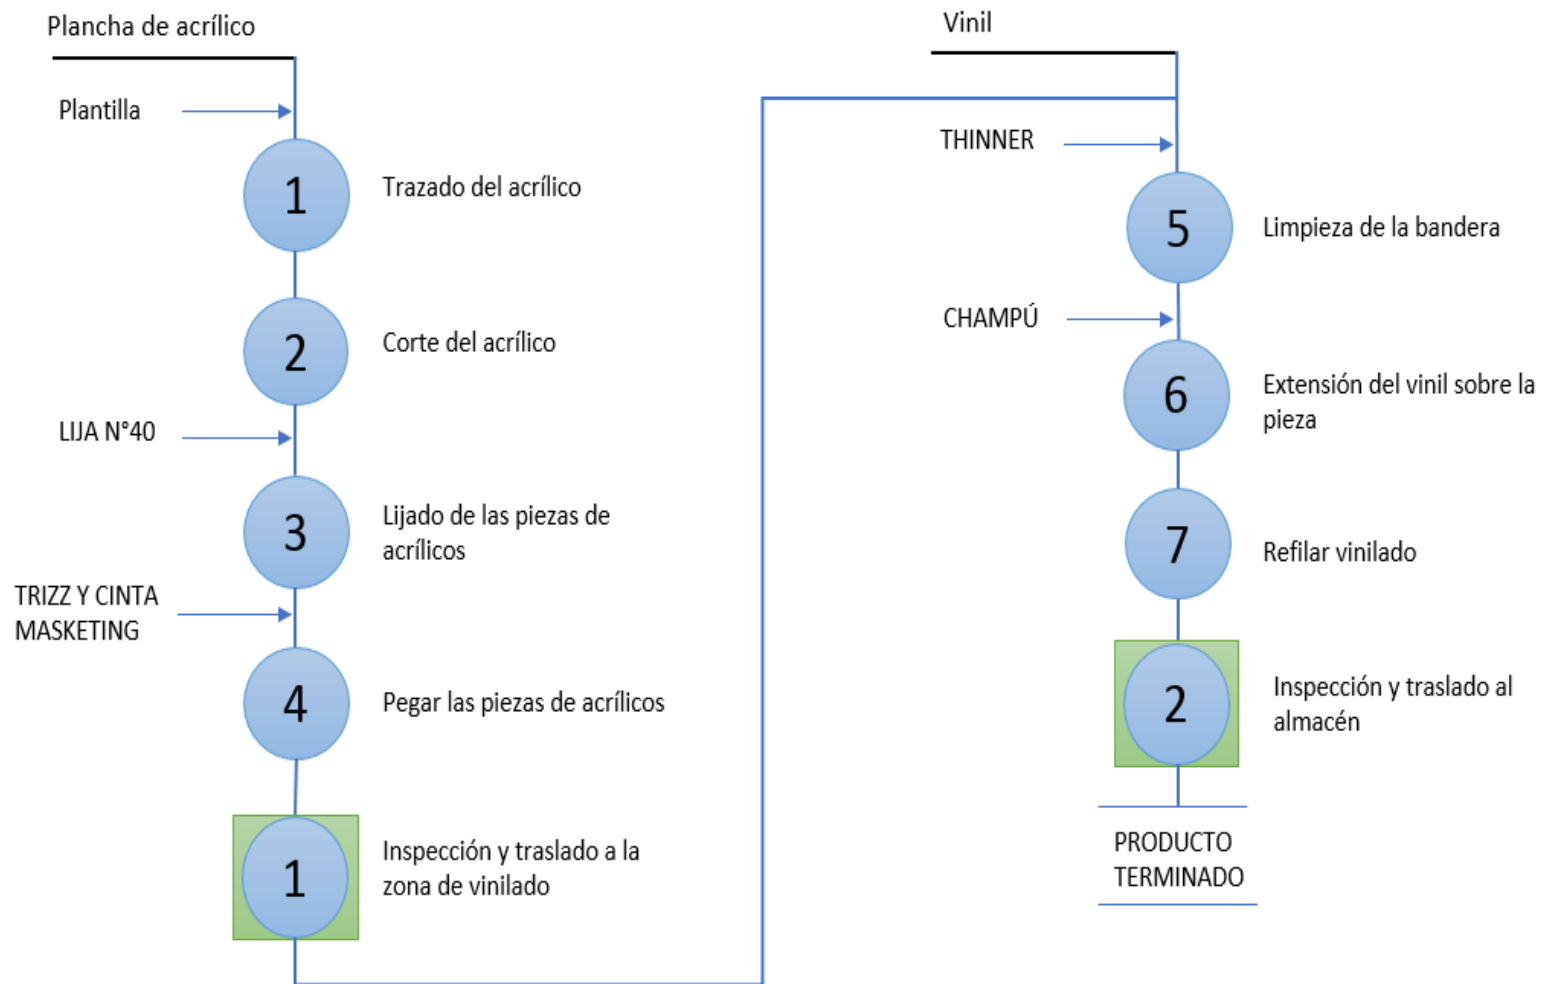 Plancha de acrílico
Plantilla
1
Trazado del acrílico
2
Corte del acrílico
LIJA N°40
3
Lijado de las piezas de
acrílicos
TRIZZ Y CINTA
MASKETING
4
Pegar las piezas de acrílicos
1
Inspección y traslado a la
zona de vinilado
Vinil
THINNER
5
Limpieza de la bandera
CHAMPÚ
6
Extensión del vinil sobre la
pieza
7
Refilar vinilado
2
Inspección y traslado al
almacén
PRODUCTO
TERMINADO